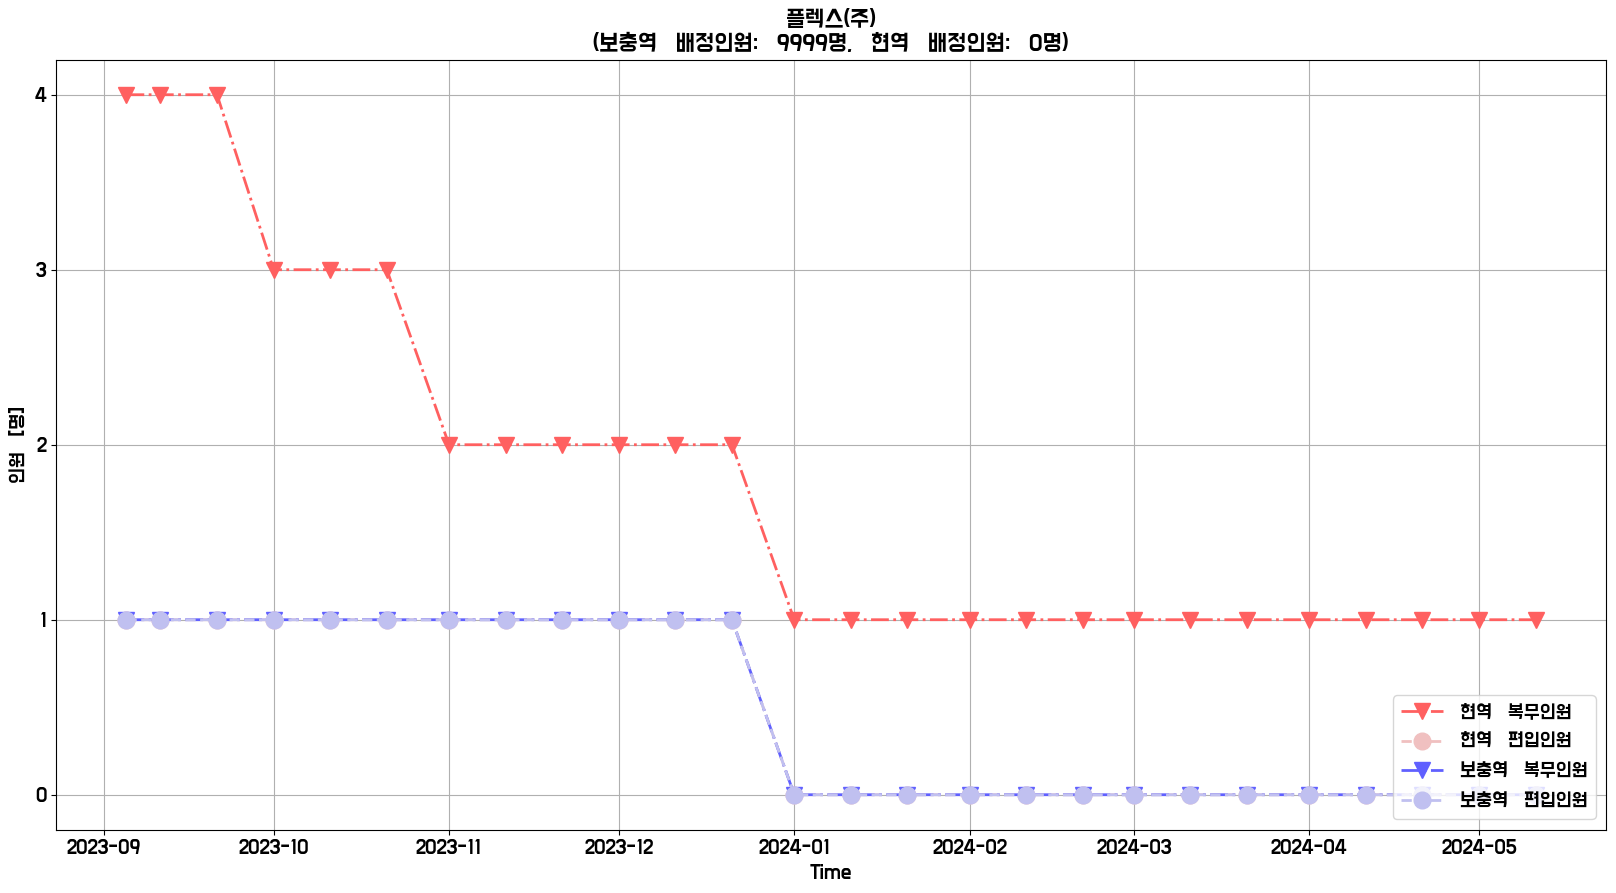 플렉스(주)
(보충역 배정인원: 9999명, 현역 배정인원: 0명)
인원 [명]
4
3
2
1
0
2023-09 2023-10 2023-11 2023-12 2024-01 2024-02 2024-03 2024-04 2024-05
Time
현역 복무인원
현역 편입인원
보충역 복무인원
보충역 편입인원